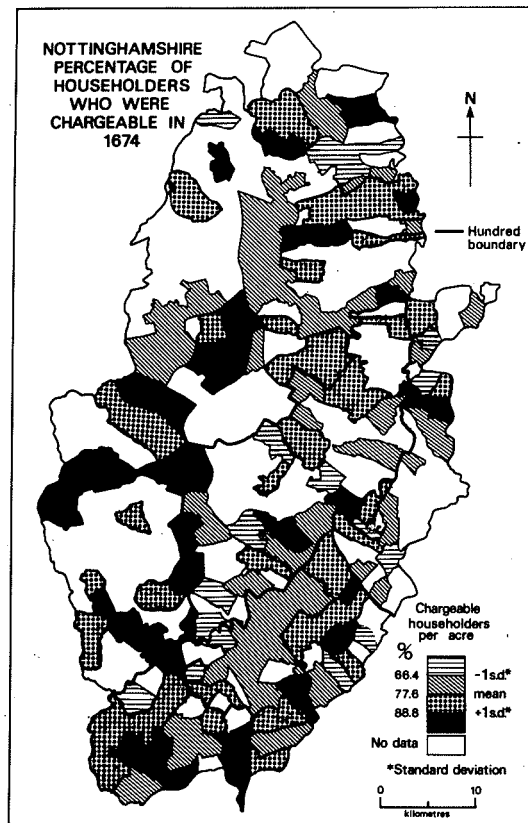 NOTTINGHAMSHIRE
PERCENTAGE OF
HOUSEHOLDERS
WHO WERE
CHARGEABLE IN
1674
N
Hundred
boundary
Chargeable
householders
per acre
%
66.4 -1s.d*
77.6 mean
88.8 +1s.d*
No data
*Standard deviation
0 10
kilometres